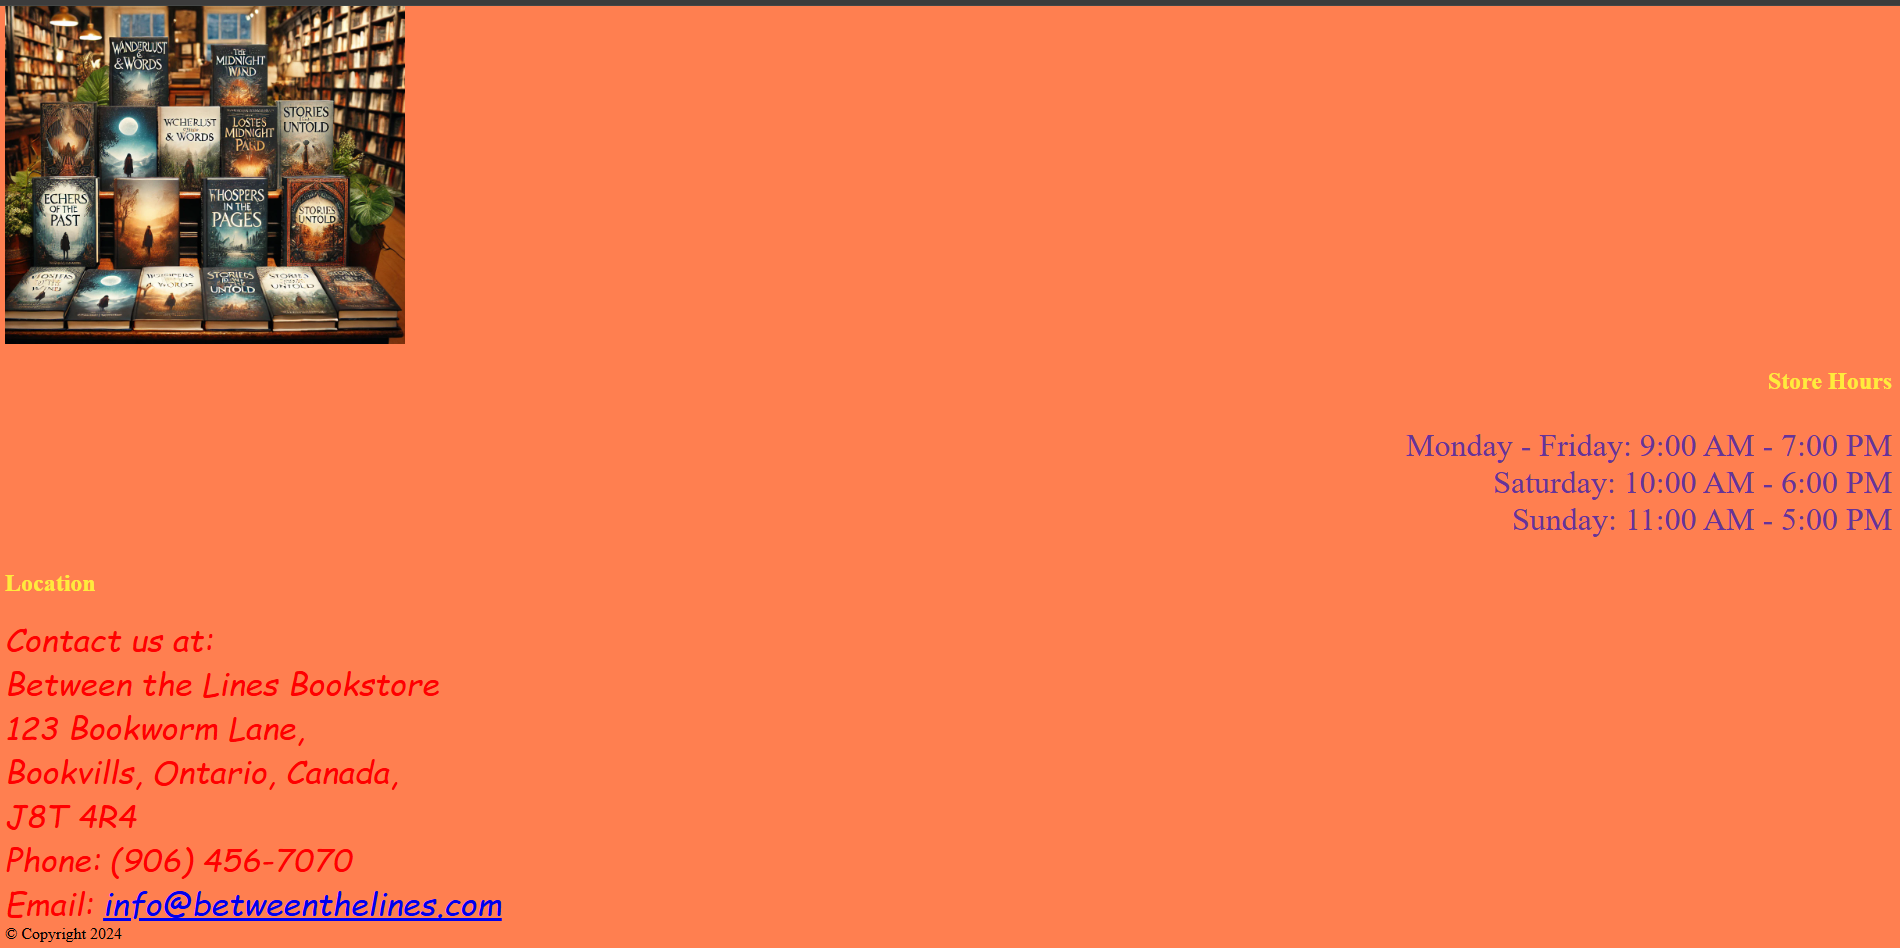 WANDERLUST
& WORDS
THE
MIDNIGHT
WIND
WCHERLUST
& WORDS
LOSTES
MIDNIGHT
PARD
STORIES
UNTOLD
ECHERS
OF THE
PAST
WHOSPERS
IN THE
PAGES
STORIES
UNTOLD
& WORDS
STORIES
UNTOLD
STORIES
UNTOLD
Store Hours
Monday - Friday: 9:00 AM - 7:00 PM
Saturday: 10:00 AM - 6:00 PM
Sunday: 11:00 AM - 5:00 PM
Location
Contact us at:
Between the Lines Bookstore
123 Bookworm Lane,
Bookvills, Ontario, Canada,
J8T 4R4
Phone: (906) 456-7070
Email: info@betweenthelines.com
© Copyright 2024